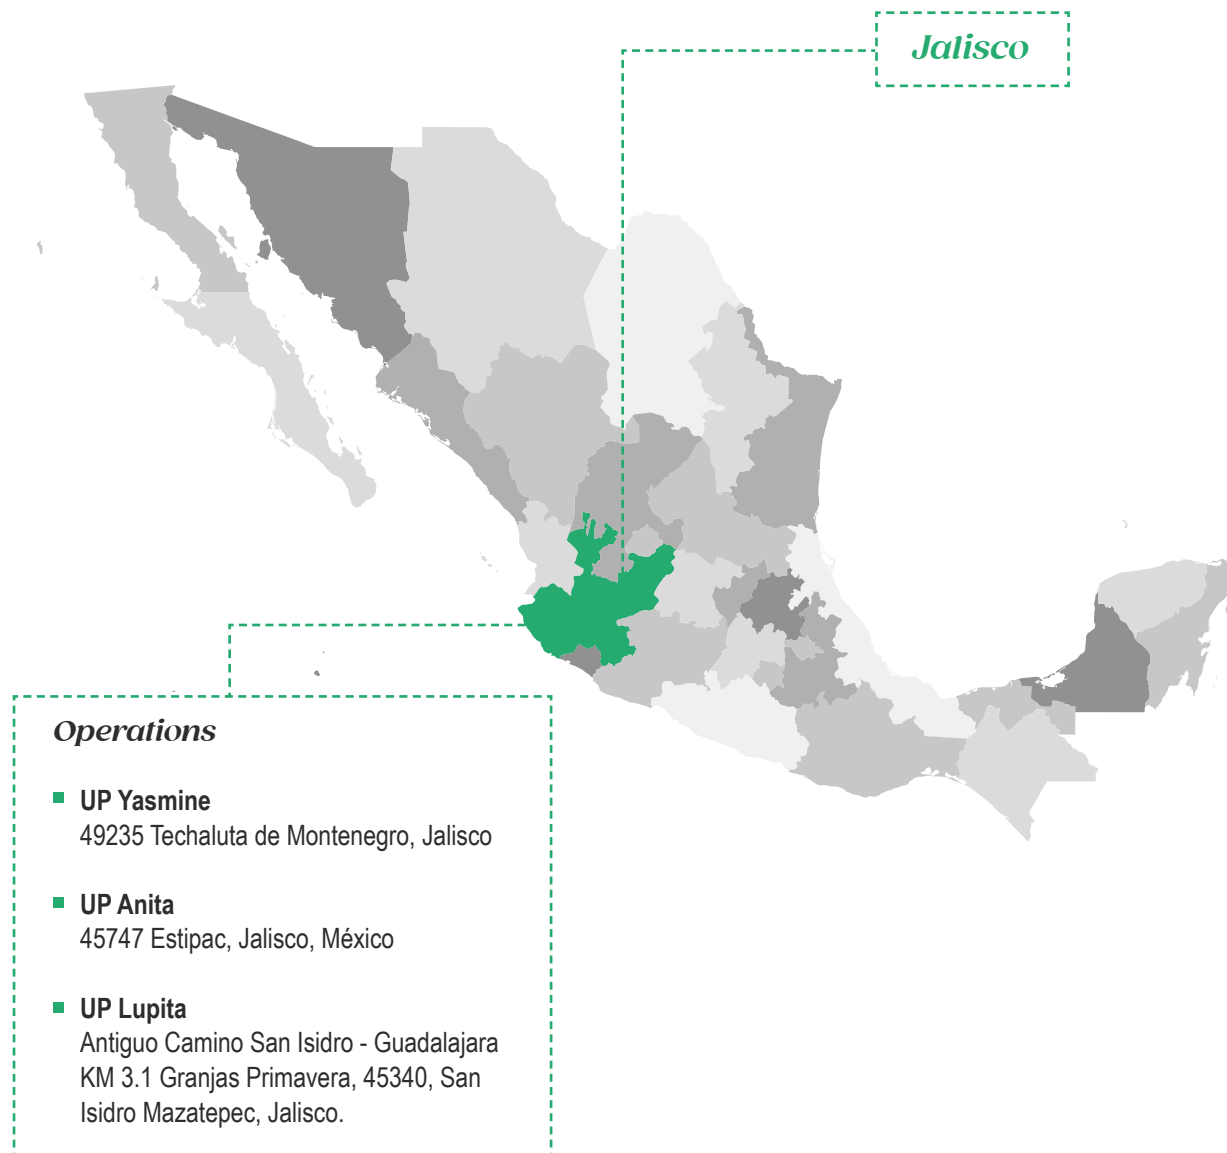 Jalisco
Operations
UP Yasmine
49235 Techaluta de Montenegro, Jalisco
UP Anita
45747 Estipac, Jalisco, México
UP Lupita
Antiguo Camino San Isidro - Guadalajara
KM 3.1 Granjas Primavera, 45340, San
Isidro Mazatepec, Jalisco.